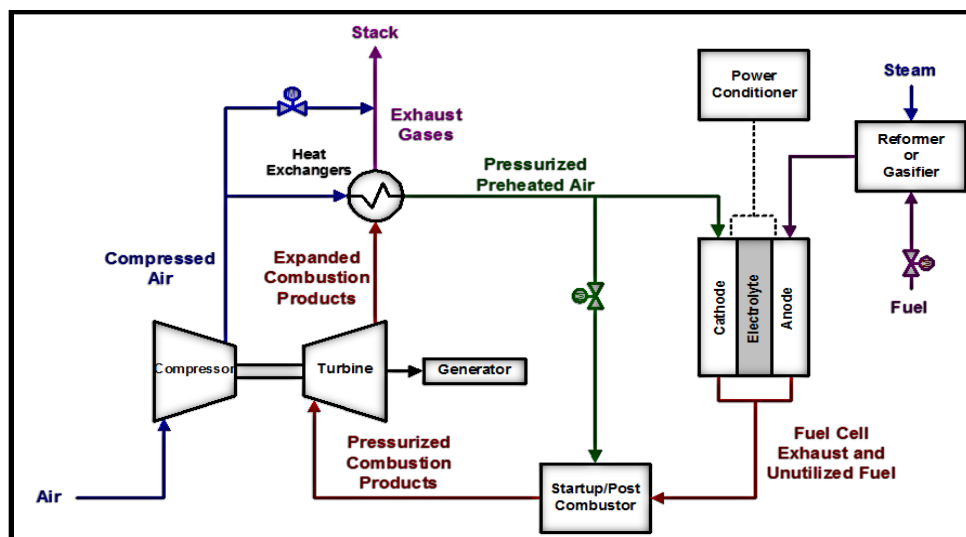 Stack
Power
Conditioner
Steam
Exhaust
Gases
Reformer
or
Gasifier
Heat
Exchangers
Pressurized
Preheated Air
Compressed
Air
Expanded
Combustion
Products
Fuel
Cathode
Electrolyte
Anode
Compressor
Turbine
Generator
Pressurized
Combustion
Products
Fuel Cell
Exhaust and
Unutilized Fuel
Air
Startup/Post
Combustor